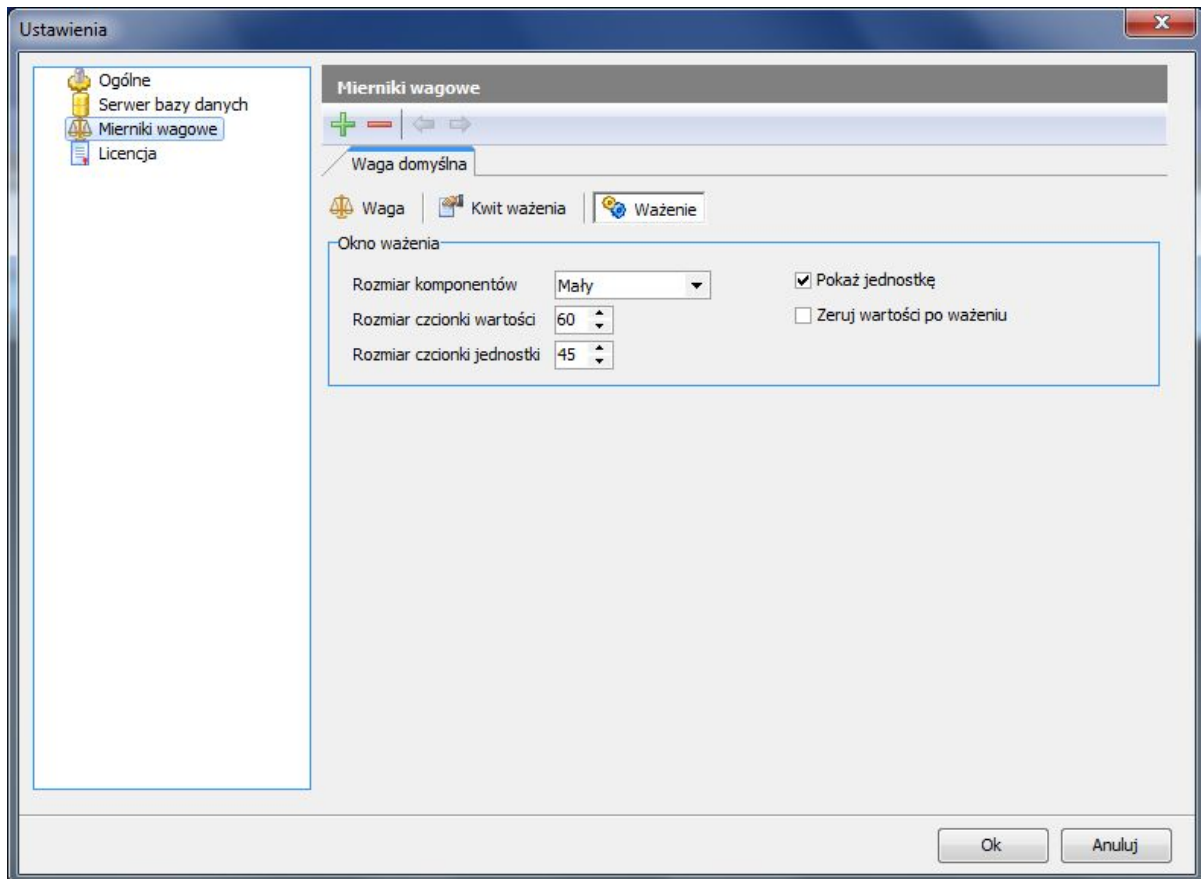 Ustawienia
Ogólne
Serwer bazy danych
Mierniki wagowe
Licencja
Mierniki wagowe
Waga domyślna
Waga
Kwit ważenia
Ważenie
Okno ważenia
Rozmiar komponentów Mały
Pokaż jednostkę
Rozmiar czcionki wartości 60
Zeruj wartości po ważeniu
Rozmiar czcionki jednostki 45
Ok
Anuluj